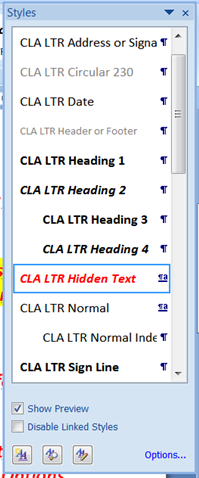 Styles
CLA LTR Address or Signa
CLA LTR Circular 230
CLA LTR Date
CLA LTR Header or Footer
CLA LTR Heading 1
CLA LTR Heading 2
CLA LTR Heading 3
CLA LTR Heading 4
CLA LTR Hidden Text
CLA LTR Normal
CLA LTR Normal Inde
CLA LTR Sign Line
Show Preview
Disable Linked Styles
Options...